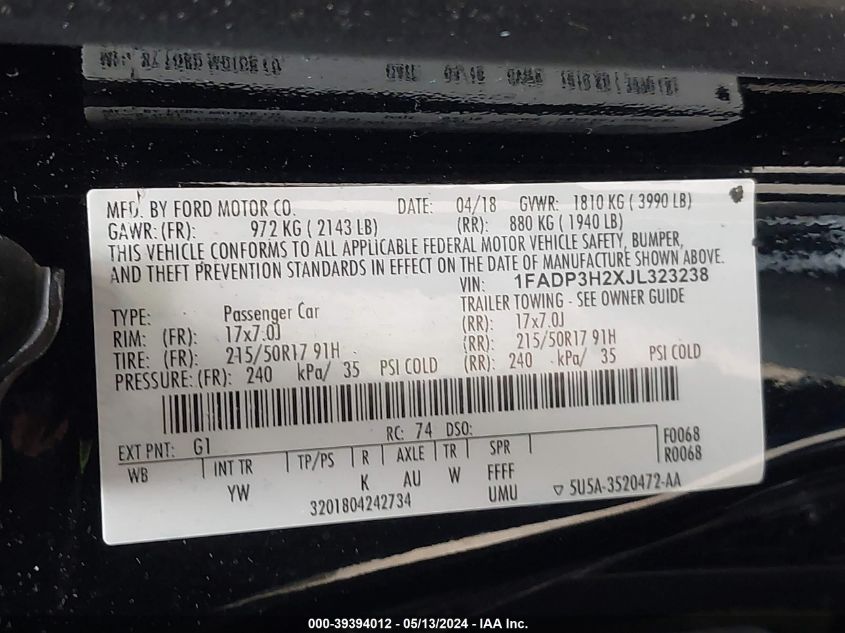 MFD. BY FORD MOTOR CO. DATE: 04/18 GVWR: 1810 KG ( 3990 LB)
GAWR: (FR): 972 KG ( 2143 LB) (RR): 880 KG ( 1940 LB)
THIS VEHICLE CONFORMS TO ALL APPLICABLE FEDERAL MOTOR VEHICLE SAFETY, BUMPER,
AND THEFT PREVENTION STANDARDS IN EFFECT ON THE DATE OF MANUFACTURE SHOWN ABOVE.
VIN: 1FADP3H2XJL323238
TYPE: Passenger Car TRAILER TOWING - SEE OWNER GUIDE
RIM: (FR): 17x7.0J (RR): 17x7.0J
TIRE: (FR): 215/50R17 91H (RR): 215/50R17 91H
PRESSURE: (FR): 240 kPa/ 35 PSI COLD (RR): 240 kPa/ 35 PSI COLD
EXT PNT: G1 RC: 74 DSO: F0068
WB INT TR TP/PS R AXLE TR SPR R0068
YW K AU W FFFF
3201804242734 UMU ▽ 5U5A-3520472-AA
000-39394012 - 05/13/2024 - IAA Inc.